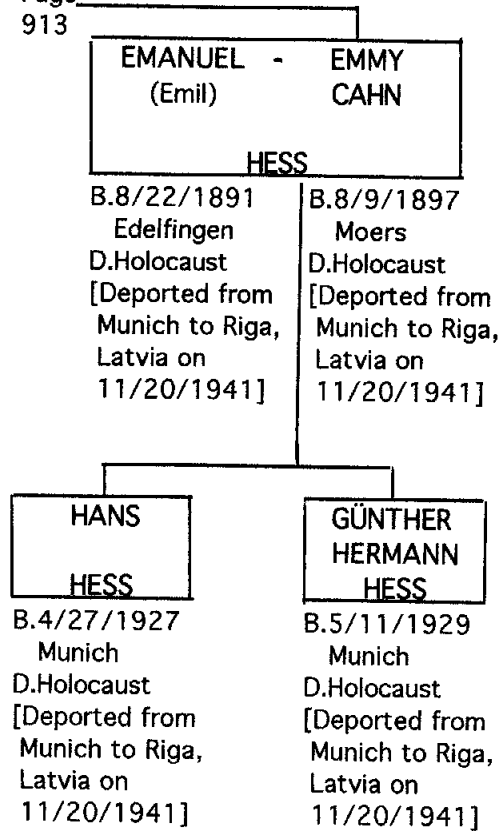 913
EMANUEL - EMMY
(Emil) CAHN
HESS
B.8/22/1891
Edelfingen
D.Holocaust
[Deported from
Munich to Riga,
Latvia on
11/20/1941]
B.8/9/1897
Moers
D.Holocaust
[Deported from
Munich to Riga,
Latvia on
11/20/1941]
HANS
HESS
B.4/27/1927
Munich
D.Holocaust
[Deported from
Munich to Riga,
Latvia on
11/20/1941]
GÜNTHER
HERMANN
HESS
B.5/11/1929
Munich
D.Holocaust
[Deported from
Munich to Riga,
Latvia on
11/20/1941]